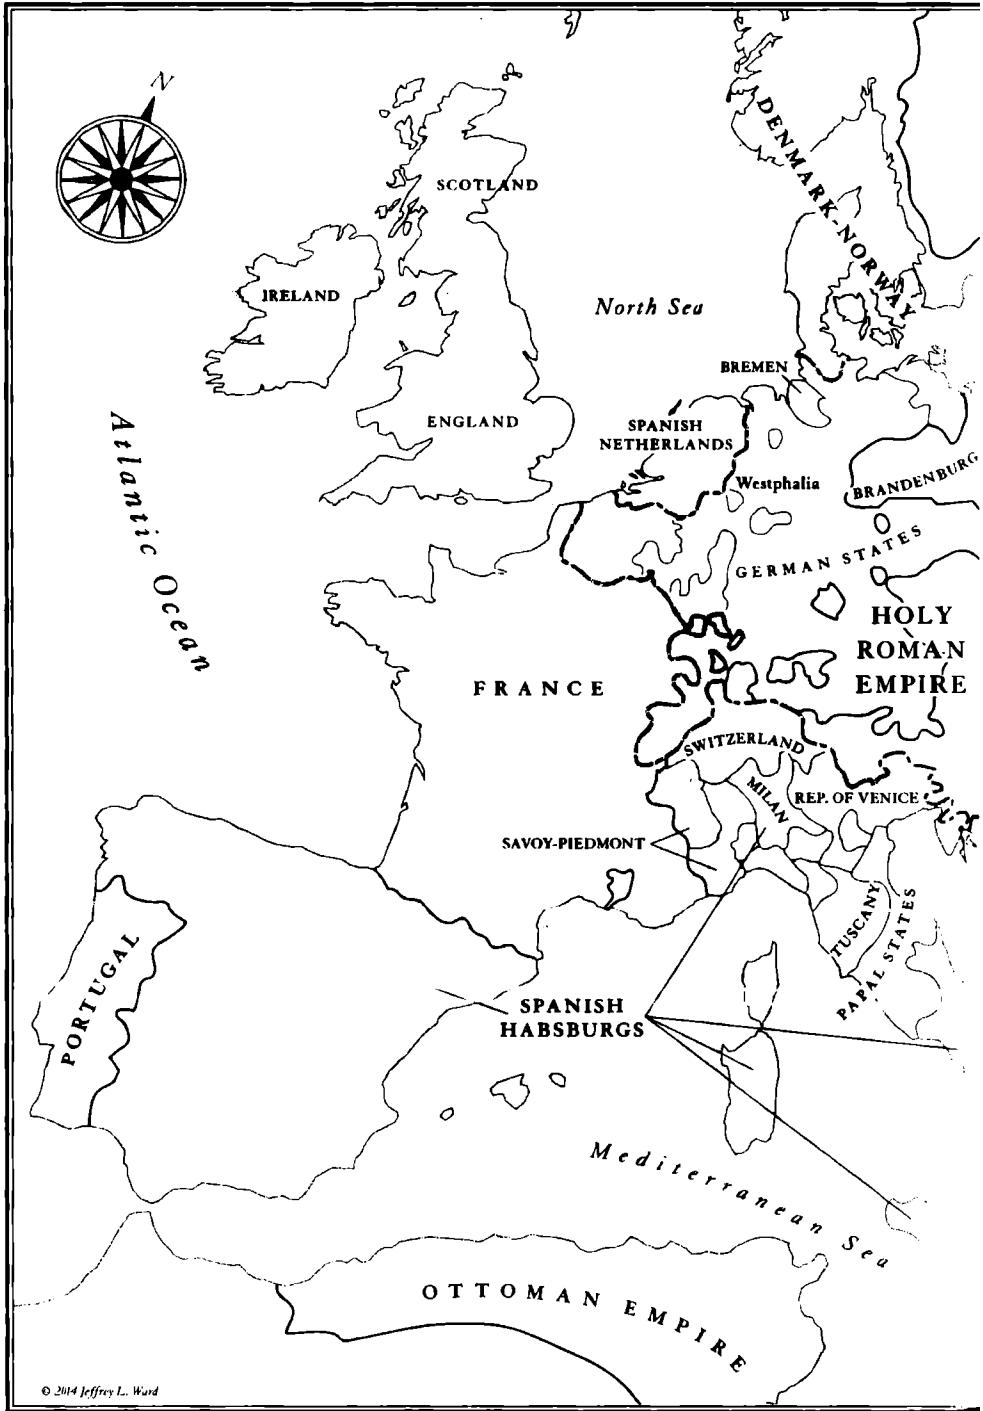 N
DENMARK-NORWAY
SCOTLAND
IRELAND
North Sea
BREMEN
Atlantic Ocean
ENGLAND
SPANISH
NETHERLANDS
Westphalia
BRANDENBURG
GERMAN STATES
HOLY
ROMAN
EMPIRE
FRANCE
SWITZERLAND
MILAN
REP. OF VENICE
SAVOY-PIEDMONT
TUSCANY
PAPAL STATES
PORTUGAL
SPANISH
HABSBURGS
Mediterranean Sea
OTTOMAN EMPIRE
© 2014 Jeffrey L. Ward